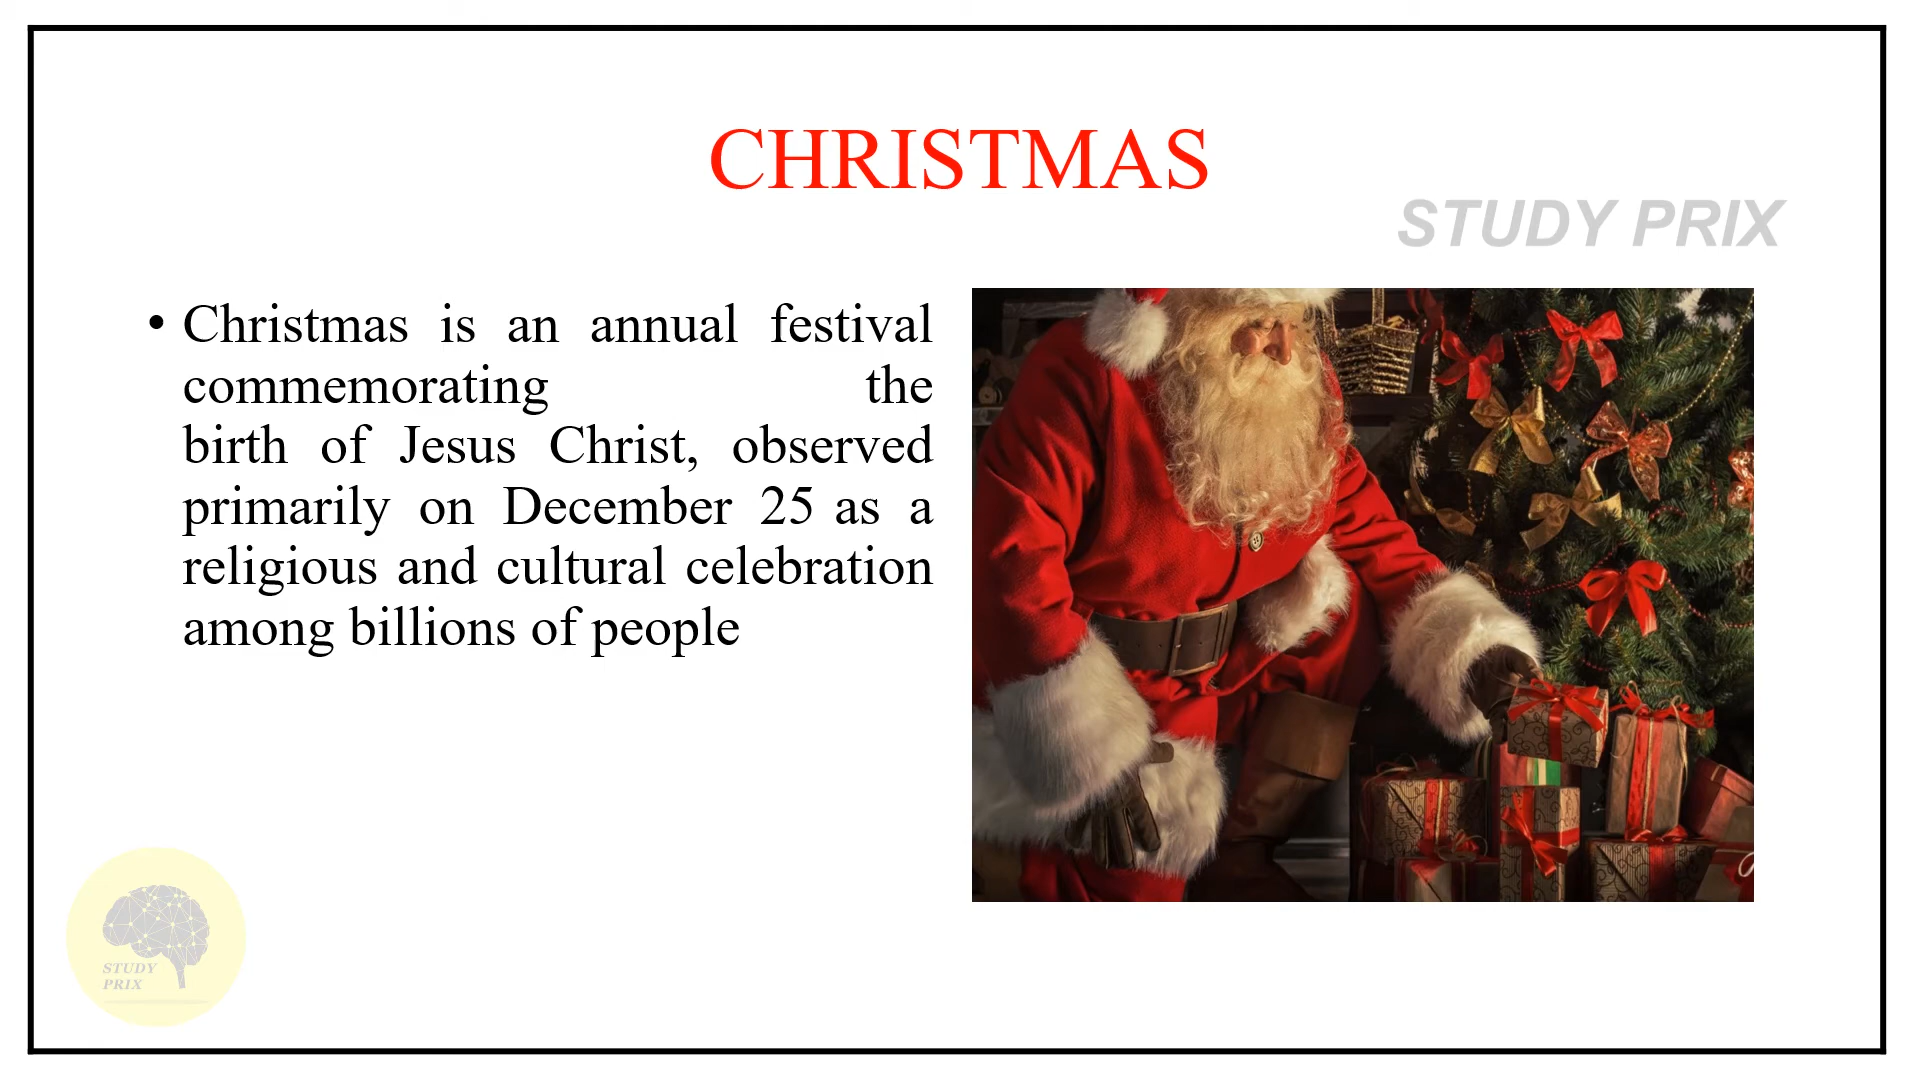 CHRISTMAS
STUDY PRIX
• Christmas is an annual festival
commemorating the
birth of Jesus Christ, observed
primarily on December 25 as a
religious and cultural celebration
among billions of people
STUDY
PRIX